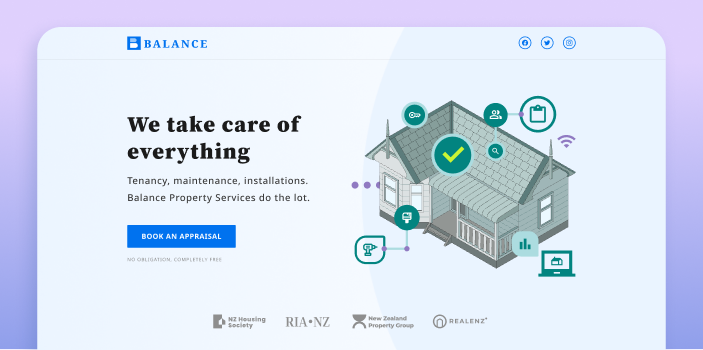 BALANCE
We take care of
everything
Tenancy, maintenance, installations.
Balance Property Services do the lot.
BOOK AN APPRAISAL
NO OBLIGATION, COMPLETELY FREE
NZ Housing
Society
RIA•NZ
New Zealand
Property Group
REALENZ